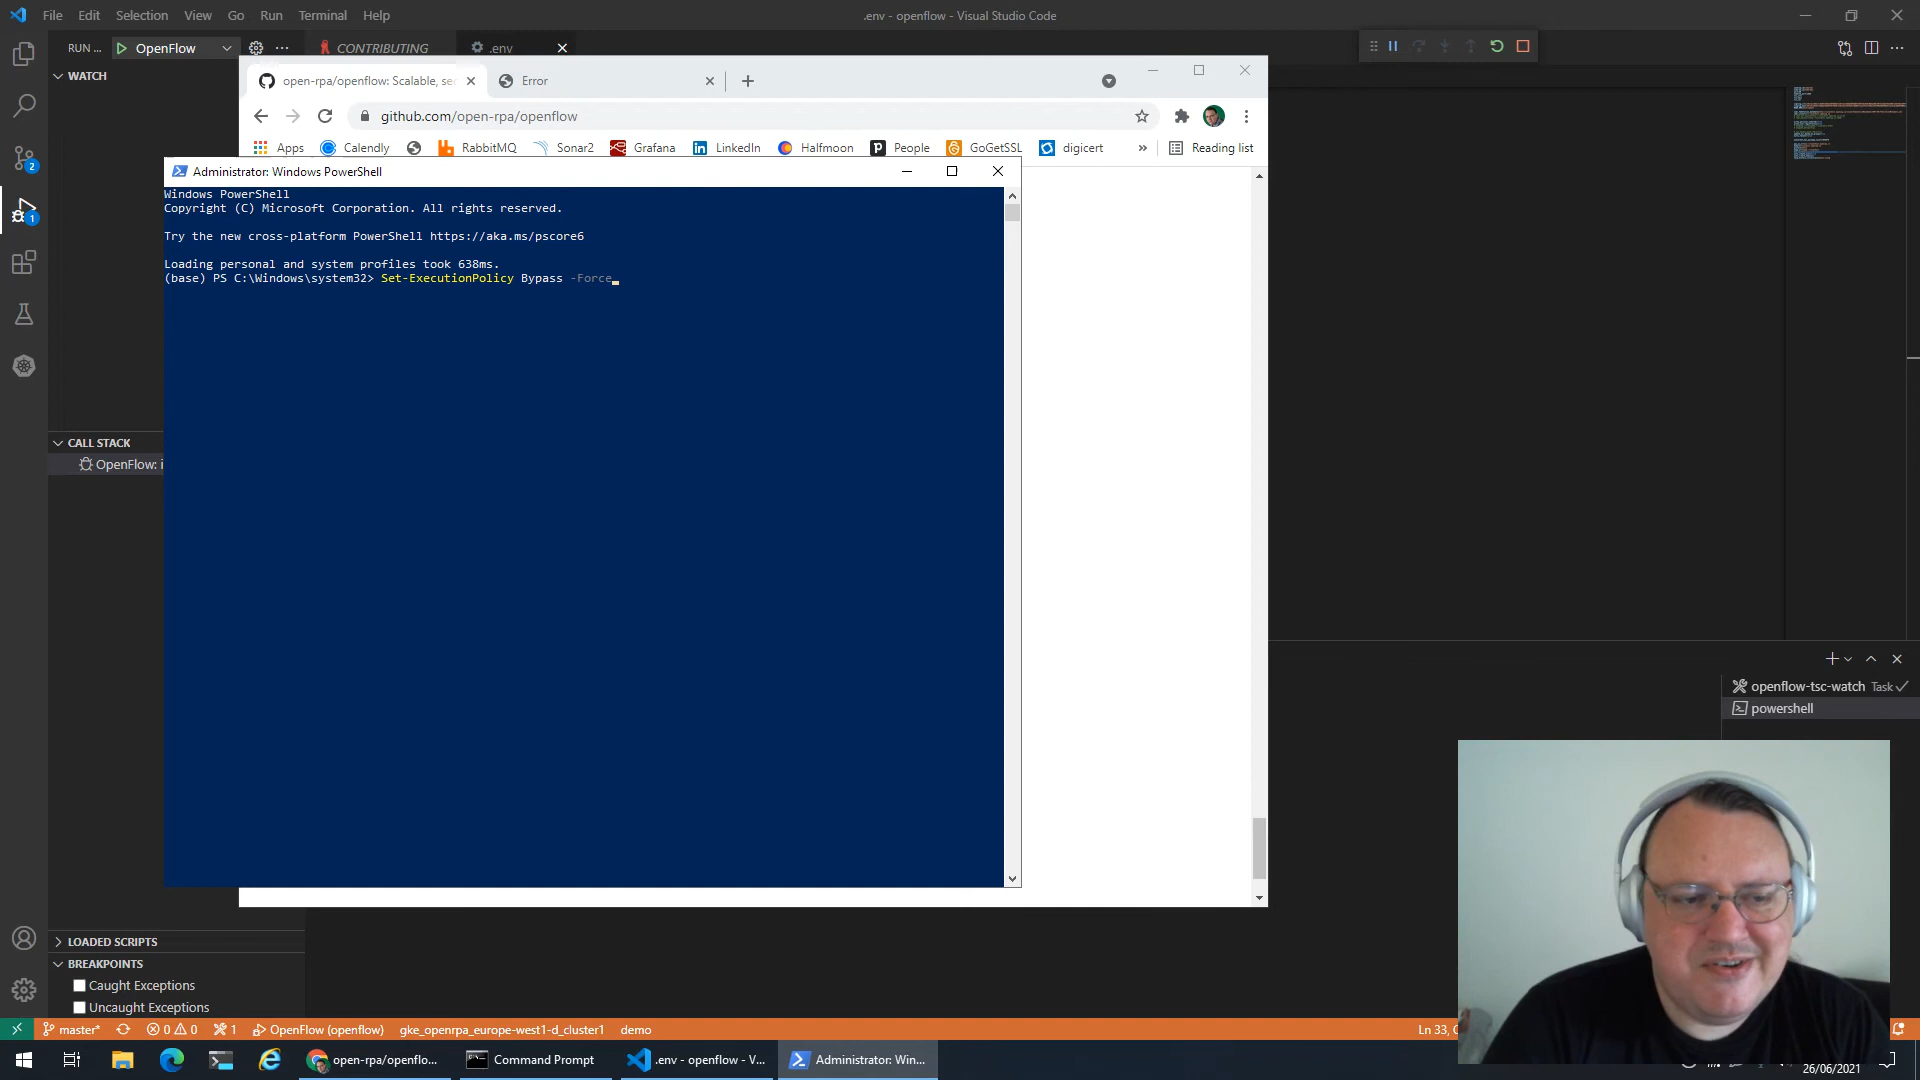 File Edit Selection View Go Run Terminal Help
.env - openflow - Visual Studio Code
RUN ... OpenFlow
CONTRIBUTING
.env
WATCH
open-rpa/openflow: Scalable, sec
Error
github.com/open-rpa/openflow
Apps Calendly RabbitMQ Sonar2 Grafana LinkedIn Halfmoon People GoGetSSL digicert » Reading list
Administrator: Windows PowerShell
Windows PowerShell
Copyright (C) Microsoft Corporation. All rights reserved.
Try the new cross-platform PowerShell https://aka.ms/pscore6
Loading personal and system profiles took 638ms.
(base) PS C:\Windows\system32> Set-ExecutionPolicy Bypass -Force
2
1
CALL STACK
OpenFlow: i
openflow-tsc-watch Task
powershell
LOADED SCRIPTS
BREAKPOINTS
Caught Exceptions
Uncaught Exceptions
master* 0 0 1 OpenFlow (openflow) gke_openrpa_europe-west1-d_cluster1 demo
Ln 33,
open-rpa/openflo...
Command Prompt
.env - openflow - V...
Administrator: Win...
26/06/2021